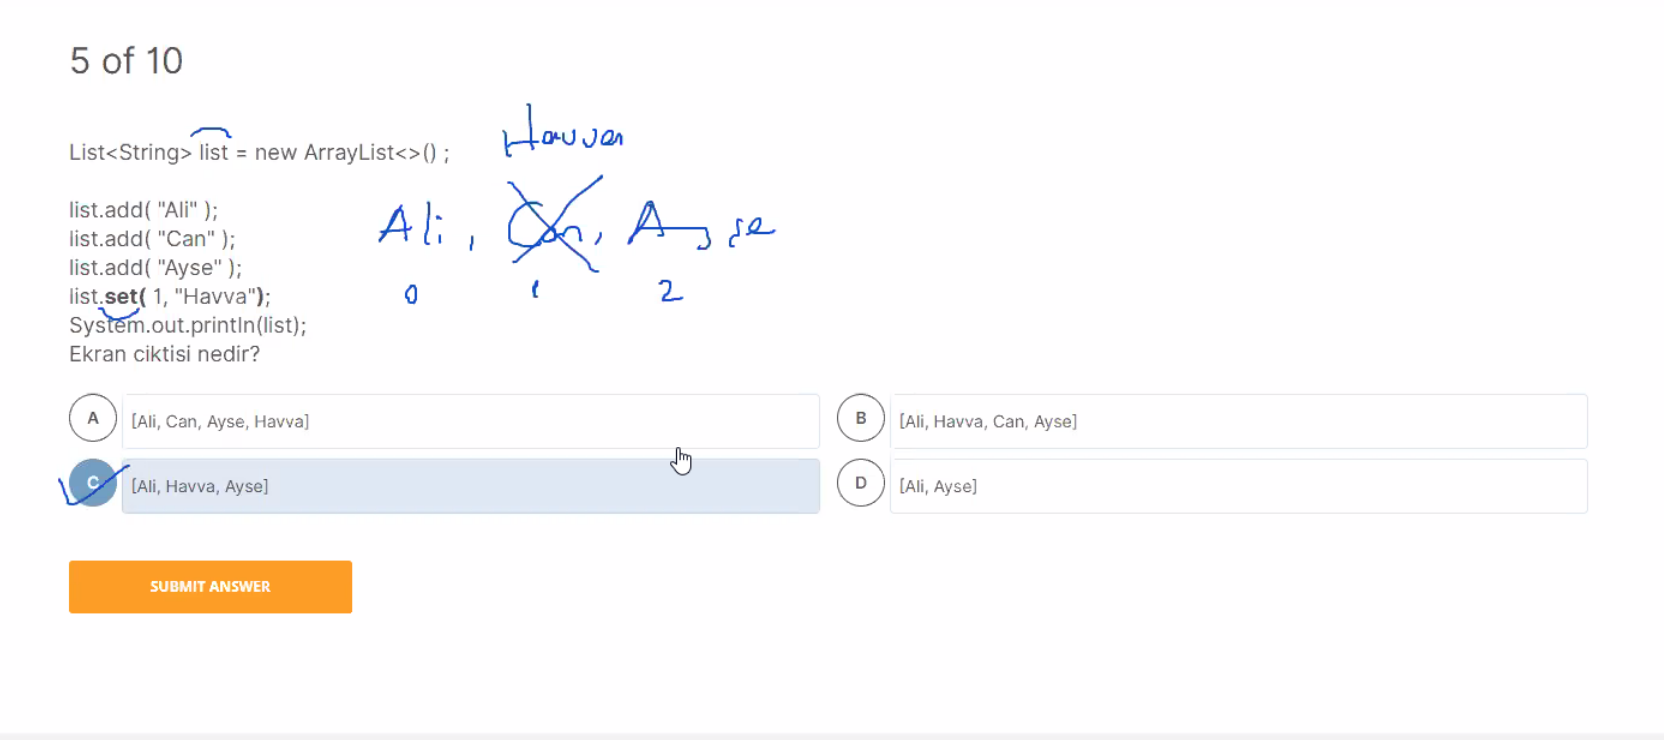 5 of 10
Havva
List<String> list = new ArrayList<>() ;
list.add( "Ali" );
Ali, Can, Ayşe
list.add( "Can" );
list.add( "Ayse" );
list.set( 1, "Havva");
0 1 2
System.out.println(list);
Ekran ciktisi nedir?
A [Ali, Can, Ayse, Havva]
B [Ali, Havva, Can, Ayse]
C [Ali, Havva, Ayse]
D [Ali, Ayse]
SUBMIT ANSWER